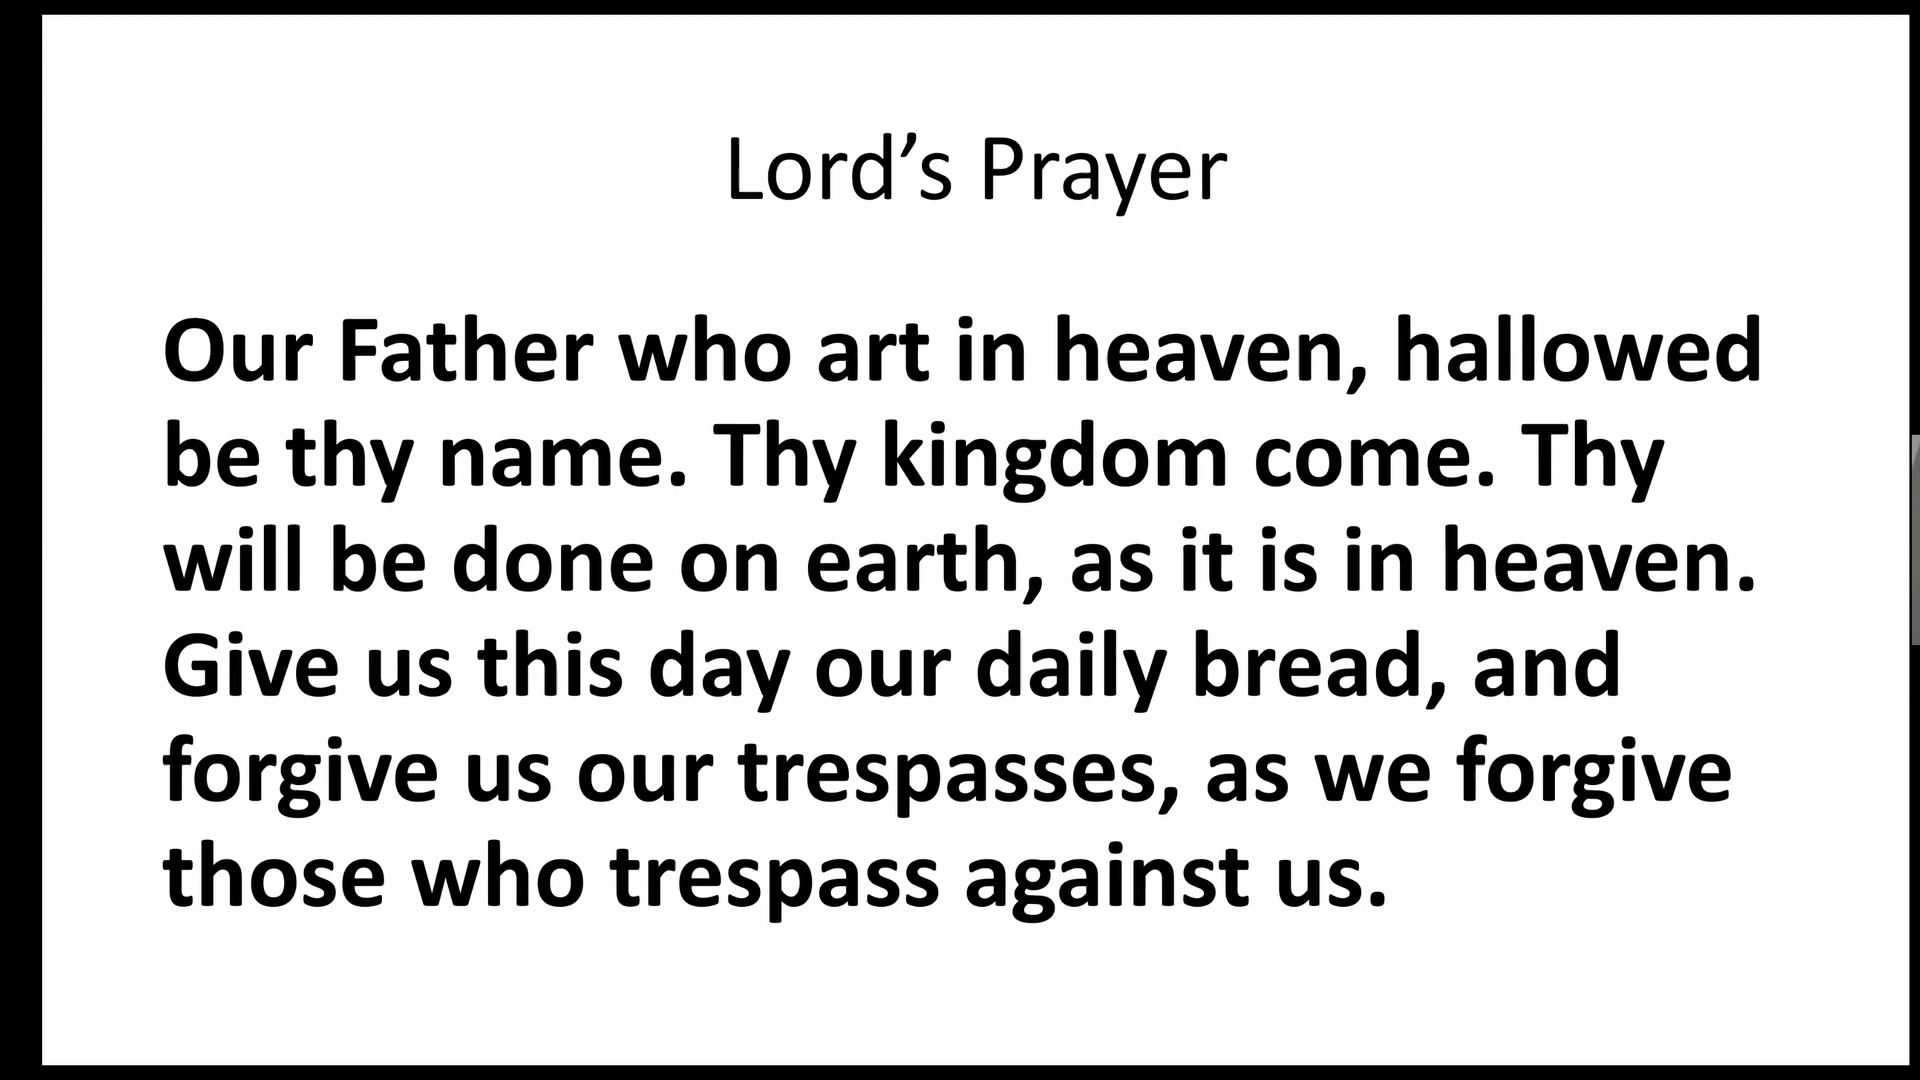 Lord’s Prayer
Our Father who art in heaven, hallowed
be thy name. Thy kingdom come. Thy
will be done on earth, as it is in heaven.
Give us this day our daily bread, and
forgive us our trespasses, as we forgive
those who trespass against us.